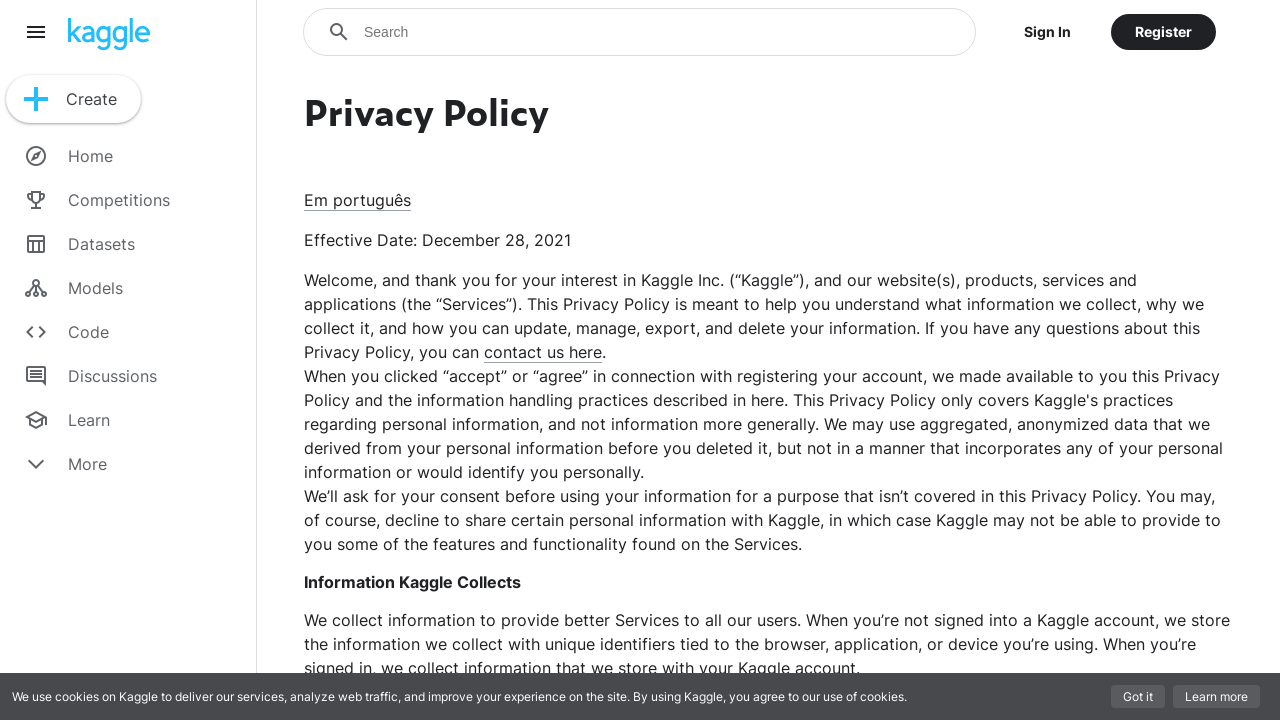 kaggle
Search
Sign In
Register
Create
Home
Competitions
Datasets
Models
Code
Discussions
Learn
More
Privacy Policy
Em português
Effective Date: December 28, 2021
Welcome, and thank you for your interest in Kaggle Inc. (“Kaggle”), and our website(s), products, services and
applications (the “Services”). This Privacy Policy is meant to help you understand what information we collect, why we
collect it, and how you can update, manage, export, and delete your information. If you have any questions about this
Privacy Policy, you can contact us here.
When you clicked “accept” or “agree” in connection with registering your account, we made available to you this Privacy
Policy and the information handling practices described in here. This Privacy Policy only covers Kaggle's practices
regarding personal information, and not information more generally. We may use aggregated, anonymized data that we
derived from your personal information before you deleted it, but not in a manner that incorporates any of your personal
information or would identify you personally.
We’ll ask for your consent before using your information for a purpose that isn’t covered in this Privacy Policy. You may,
of course, decline to share certain personal information with Kaggle, in which case Kaggle may not be able to provide to
you some of the features and functionality found on the Services.
Information Kaggle Collects
We collect information to provide better Services to all our users. When you’re not signed into a Kaggle account, we store
the information we collect with unique identifiers tied to the browser, application, or device you’re using. When you’re
signed in, we collect information that we store with your Kaggle account.
We use cookies on Kaggle to deliver our services, analyze web traffic, and improve your experience on the site. By using Kaggle, you agree to our use of cookies.
Got it
Learn more